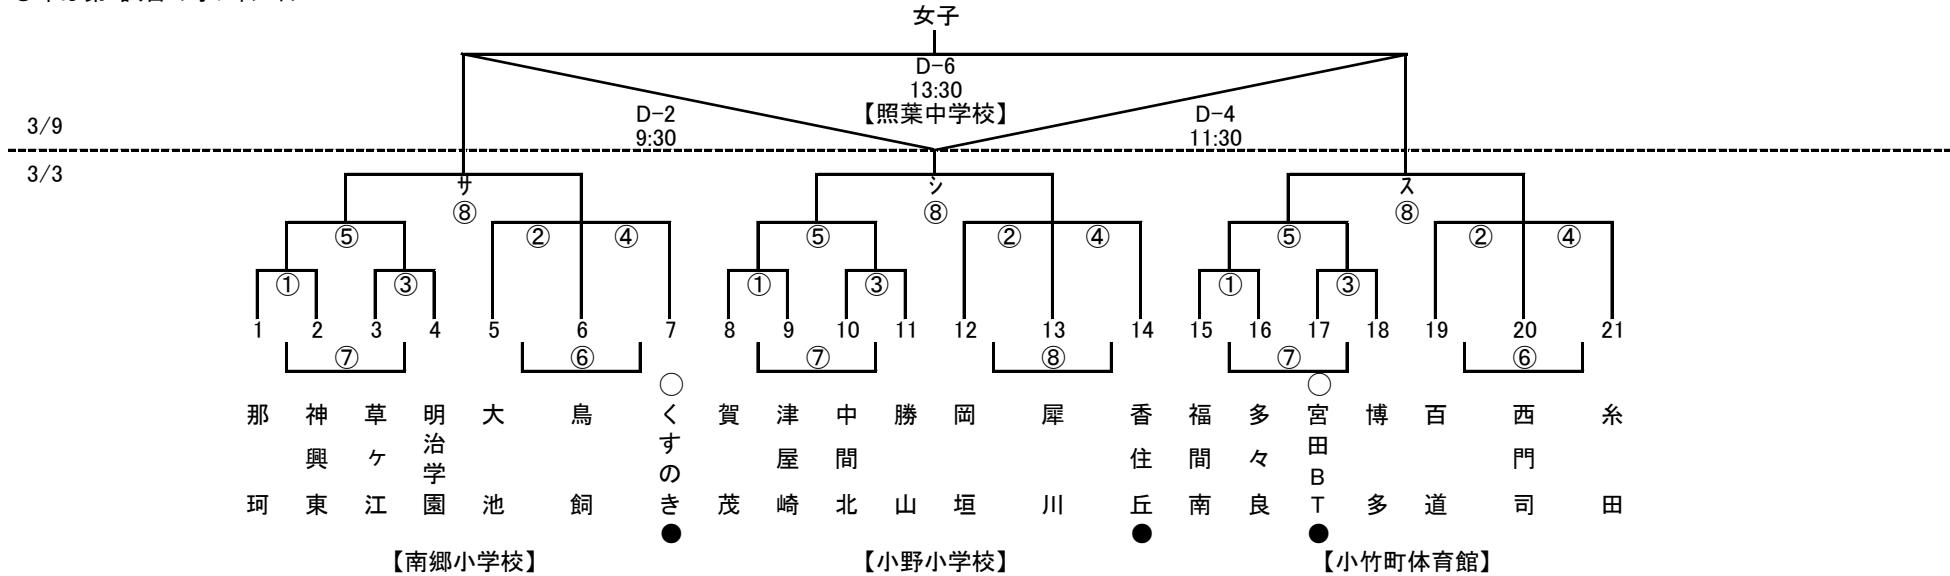 女子
D-6
13:30
【照葉中学校】
D-2
9:30
D-4
11:30
3/9
3/3
サ シ ス
⑧ ⑧ ⑧
⑤ ② ④ ⑤ ② ④ ⑤ ② ④
① ③ ① ③ ① ③
1 2 3 4 5 6 7 8 9 10 11 12 13 14 15 16 17 18 19 20 21
⑦ ⑥ ⑦ ⑧ ⑦ ⑥
○ ○
那珂
神興東
草ヶ江
明治学園
大池
鳥飼
くすのき
賀茂
津屋崎
中間北
勝山
岡垣
犀川
香住丘
福間南
多々良
宮田BT
博多
百道
西門司
糸田
● ● ●
【南郷小学校】 【小野小学校】 【小竹町体育館】